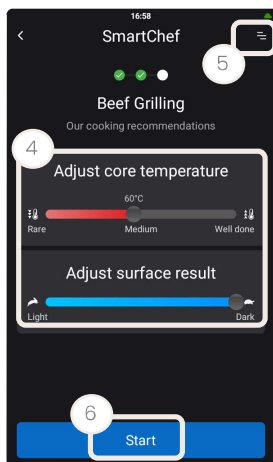 16:58
SmartChef
5
Beef Grilling
Our cooking recommendations
4
Adjust core temperature
60°C
Rare Medium Well done
Adjust surface result
Light Dark
6
Start